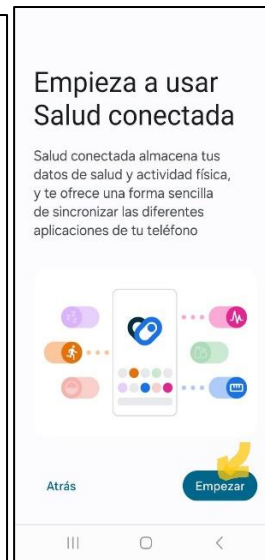 Empieza a usar
Salud conectada
Salud conectada almacena tus
datos de salud y actividad física,
y te ofrece una forma sencilla
de sincronizar las diferentes
aplicaciones de tu teléfono
Atrás
Empezar